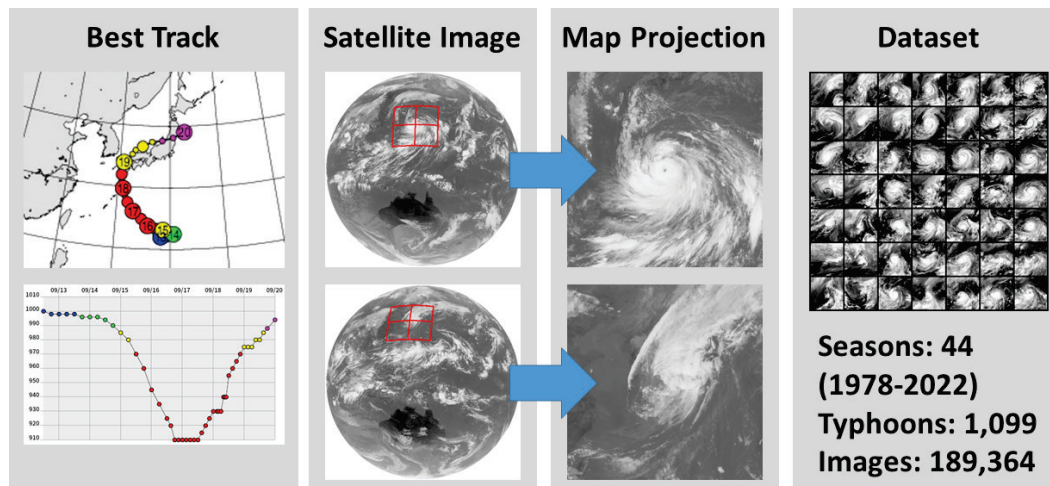 Best Track
20
19
18
17
16
15
14
09/13 09/14 09/15 09/16 09/17 09/18 09/19 09/20
1010
1000
990
980
970
960
950
940
930
920
910
Satellite Image
Map Projection
Dataset
Seasons: 44
(1978-2022)
Typhoons: 1,099
Images: 189,364